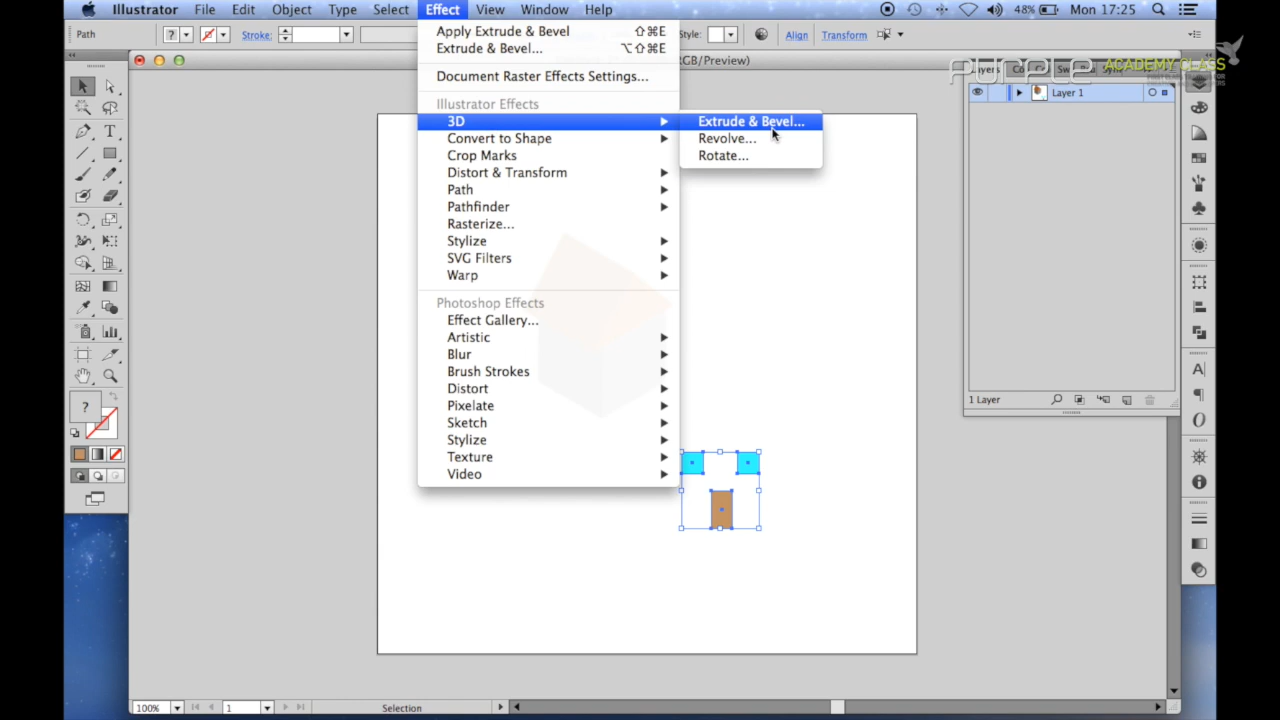 Illustrator File Edit Object Type Select Effect View Window Help 48% Mon 17:25
Path ? Stroke: Style: Align Transform
Apply Extrude & Bevel ⇧⌘E
Extrude & Bevel... ⌥⇧⌘E
Document Raster Effects Settings...
Illustrator Effects
3D
Convert to Shape
Crop Marks
Distort & Transform
Path
Pathfinder
Rasterize...
Stylize
SVG Filters
Warp
Photoshop Effects
Effect Gallery...
Artistic
Blur
Brush Strokes
Distort
Pixelate
Sketch
Stylize
Texture
Video
Extrude & Bevel...
Revolve...
Rotate...
RGB/Preview)
purple ACADEMY CLASS
Layers
Layer 1
1 Layer
?
100% 1 Selection